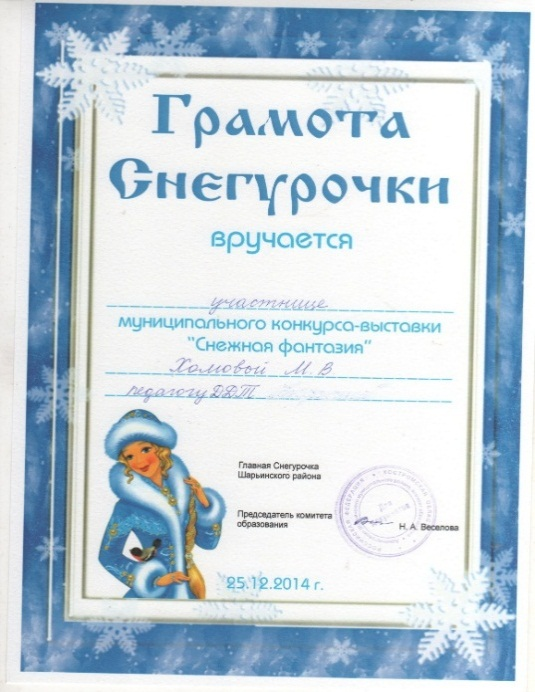 Грамота
Снегурочки
вручается
участнице
муниципального конкурса-выставки
"Снежная фантазия"
Хомовой М. В
педагогу ДДТ
Главная Снегурочка
Шарьинского района
Председатель комитета
образования
Н. А. Веселова
25.12.2014 г.